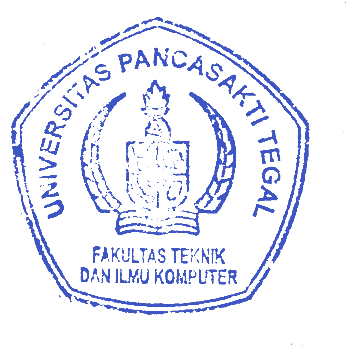 UNIVERSITAS PANCASAKTI TEGAL
FAKULTAS TEKNIK
DAN ILMU KOMPUTER